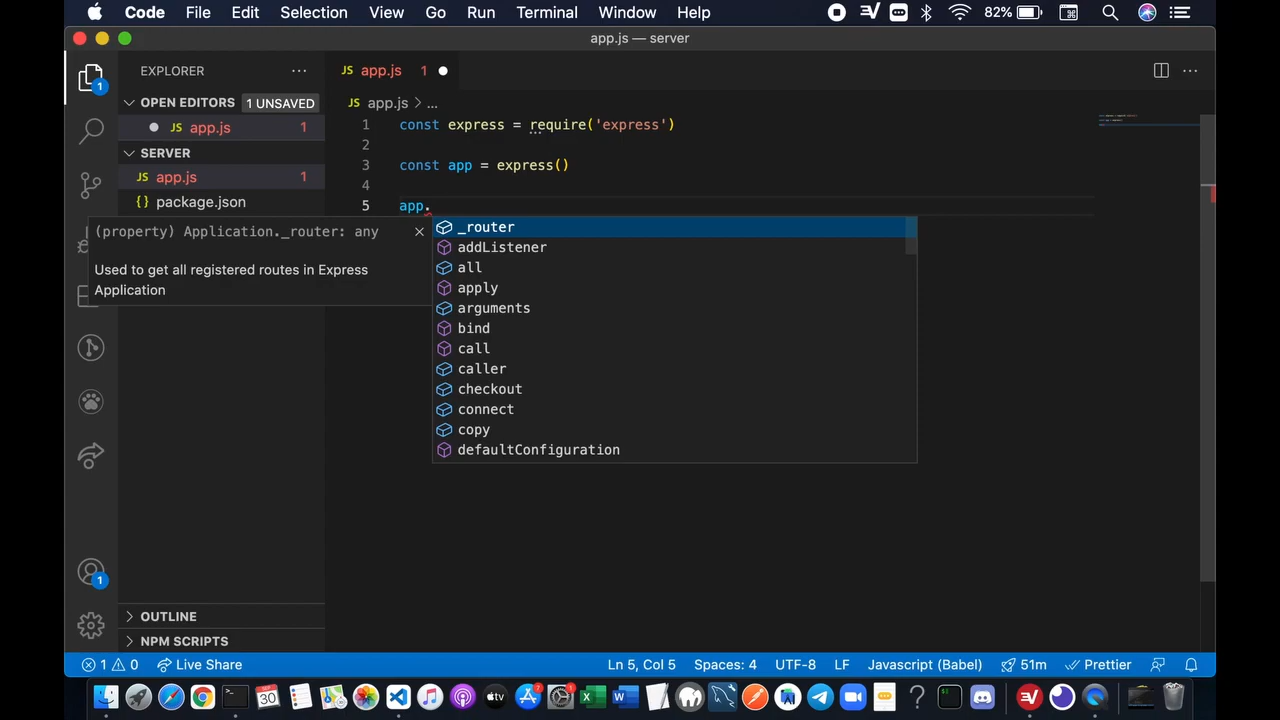 Code File Edit Selection View Go Run Terminal Window Help 82%
app.js — server
EXPLORER
OPEN EDITORS 1 UNSAVED
JS app.js 1
SERVER
JS app.js 1
{} package.json
1
JS app.js 1
JS app.js > ...
1 const express = require('express')
2
3 const app = express()
4
5 app.
(property) Application._router: any
Used to get all registered routes in Express
Application
_router
addListener
all
apply
arguments
bind
call
caller
checkout
connect
copy
defaultConfiguration
1
OUTLINE
NPM SCRIPTS
1 0 Live Share Ln 5, Col 5 Spaces: 4 UTF-8 LF Javascript (Babel) 51m Prettier